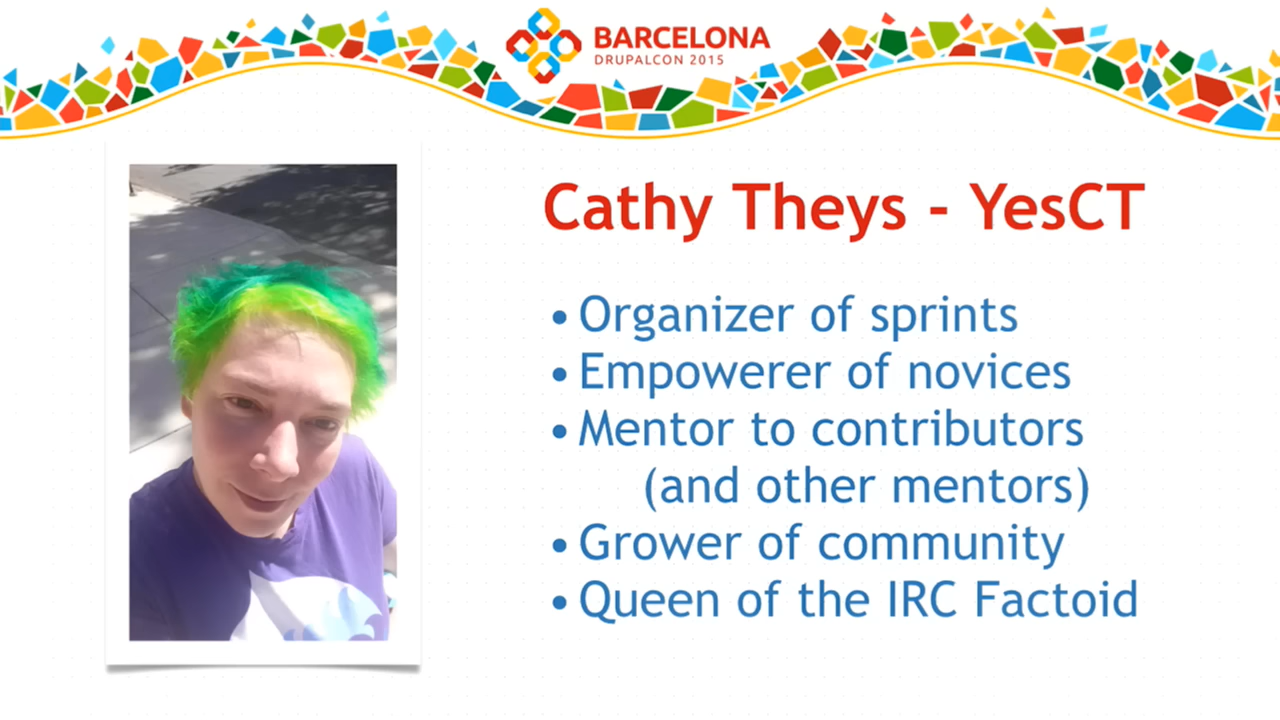 BARCELONA
DRUPALCON 2015
Cathy Theys - YesCT
• Organizer of sprints
• Empowerer of novices
• Mentor to contributors
(and other mentors)
• Grower of community
• Queen of the IRC Factoid